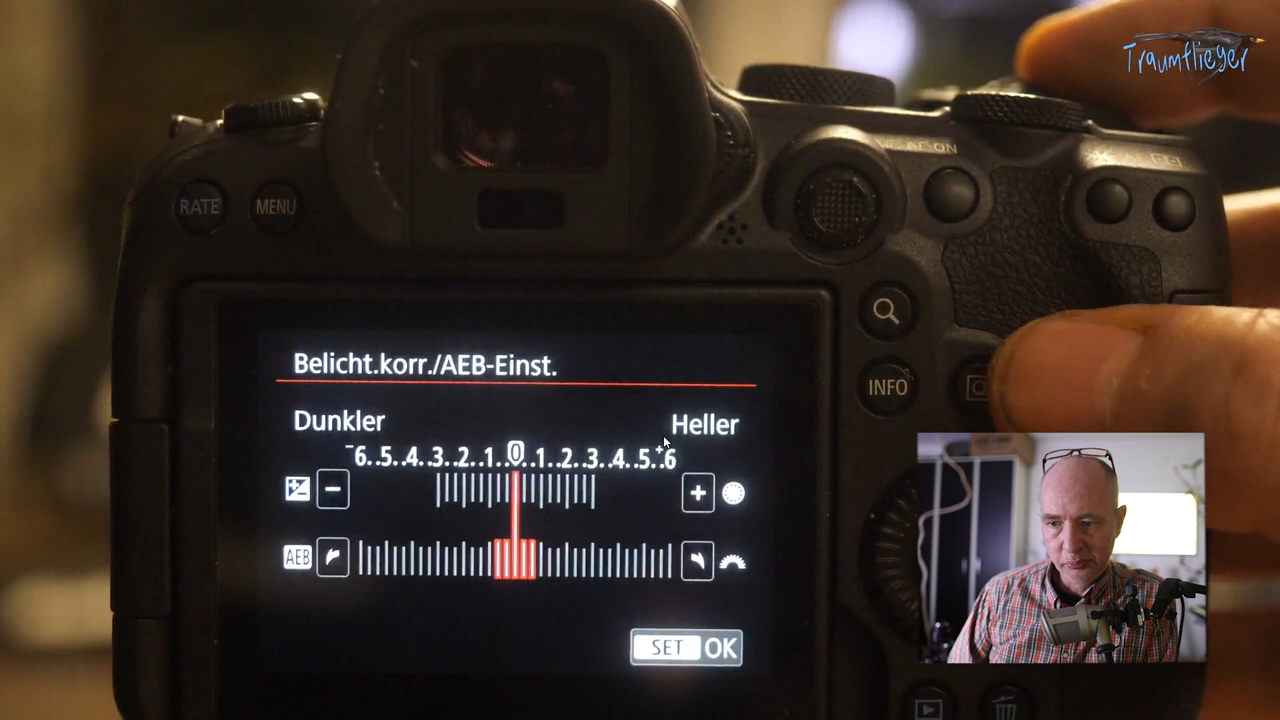 Traumflieger
AF-ON
RATE
MENU
INFO
Belicht.korr./AEB-Einst.
Dunkler
Heller
-6..5..4..3..2..1..0..1..2..3..4..5..+6
AEB
SET OK